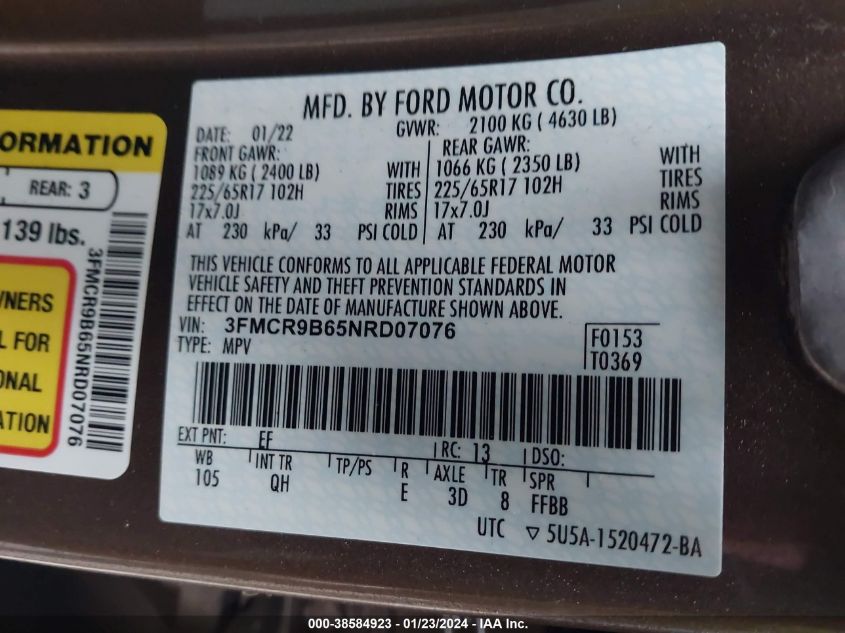 ORMATION
REAR: 3
139 lbs.
3FMCR9B65NRD07076
WNERS
L FOR
ONAL
ATION
MFD. BY FORD MOTOR CO.
DATE: 01/22 GVWR: 2100 KG ( 4630 LB)
FRONT GAWR: REAR GAWR:
1089 KG ( 2400 LB) WITH 1066 KG ( 2350 LB) WITH
225/65R17 102H TIRES 225/65R17 102H TIRES
17x7.0J RIMS 17x7.0J RIMS
AT 230 kPa/ 33 PSI COLD AT 230 kPa/ 33 PSI COLD
THIS VEHICLE CONFORMS TO ALL APPLICABLE FEDERAL MOTOR
VEHICLE SAFETY AND THEFT PREVENTION STANDARDS IN
EFFECT ON THE DATE OF MANUFACTURE SHOWN ABOVE.
VIN: 3FMCR9B65NRD07076 F0153
TYPE: MPV T0369
EXT PNT: EF RC: 13 DSO:
WB INT TR TP/PS R AXLE TR SPR
105 QH E 3D 8 FFBB
UTC ▽ 5U5A-1520472-BA
000-38584923 - 01/23/2024 - IAA Inc.